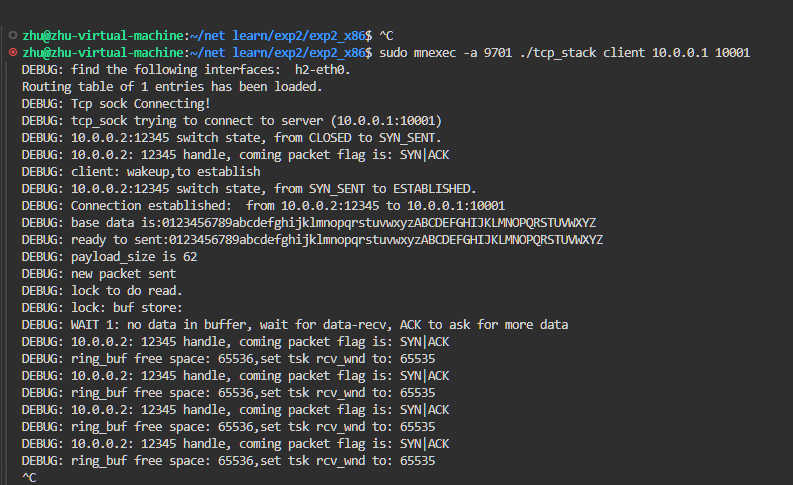 zhu@zhu-virtual-machine:~/net learn/exp2/exp2_x86$ ^C
zhu@zhu-virtual-machine:~/net learn/exp2/exp2_x86$ sudo mnexec -a 9701 ./tcp_stack client 10.0.0.1 10001
DEBUG: find the following interfaces:  h2-eth0.
Routing table of 1 entries has been loaded.
DEBUG: Tcp sock Connecting!
DEBUG: tcp_sock trying to connect to server (10.0.0.1:10001)
DEBUG: 10.0.0.2:12345 switch state, from CLOSED to SYN_SENT.
DEBUG: 10.0.0.2: 12345 handle, coming packet flag is: SYN|ACK
DEBUG: client: wakeup,to establish
DEBUG: 10.0.0.2:12345 switch state, from SYN_SENT to ESTABLISHED.
DEBUG: Connection established:  from 10.0.0.2:12345 to 10.0.0.1:10001
DEBUG: base data is:0123456789abcdefghijklmnopqrstuvwxyzABCDEFGHIJKLMNOPQRSTUVWXYZ
DEBUG: ready to sent:0123456789abcdefghijklmnopqrstuvwxyzABCDEFGHIJKLMNOPQRSTUVWXYZ
DEBUG: payload_size is 62
DEBUG: new packet sent
DEBUG: lock to do read.
DEBUG: lock: buf store:
DEBUG: WAIT 1: no data in buffer, wait for data-recv, ACK to ask for more data
DEBUG: 10.0.0.2: 12345 handle, coming packet flag is: SYN|ACK
DEBUG: ring_buf free space: 65536,set tsk rcv_wnd to: 65535
DEBUG: 10.0.0.2: 12345 handle, coming packet flag is: SYN|ACK
DEBUG: ring_buf free space: 65536,set tsk rcv_wnd to: 65535
DEBUG: 10.0.0.2: 12345 handle, coming packet flag is: SYN|ACK
DEBUG: ring_buf free space: 65536,set tsk rcv_wnd to: 65535
DEBUG: 10.0.0.2: 12345 handle, coming packet flag is: SYN|ACK
DEBUG: ring_buf free space: 65536,set tsk rcv_wnd to: 65535
^C